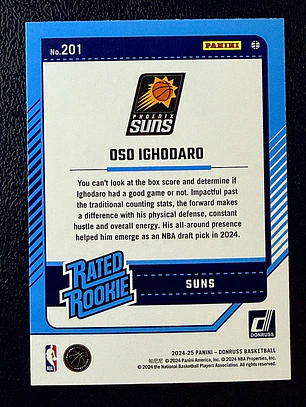 No. 201
PANINI
PHOENIX
SUNS
OSO IGHODARO
You can't look at the box score and determine if
Ighodaro had a good game or not. Impactful past
the traditional counting stats, the forward makes
a difference with his physical defense, constant
hustle and overall energy. His all-around presence
helped him emerge as an NBA draft pick in 2024.
RATED
ROOKIE
SUNS
DONRUSS
2024-25 PANINI – DONRUSS BASKETBALL
© 2024 Panini America, Inc. © 2024 NBA Properties, Inc.
© 2024 the National Basketball Players Association. All rights reserved.
NBA